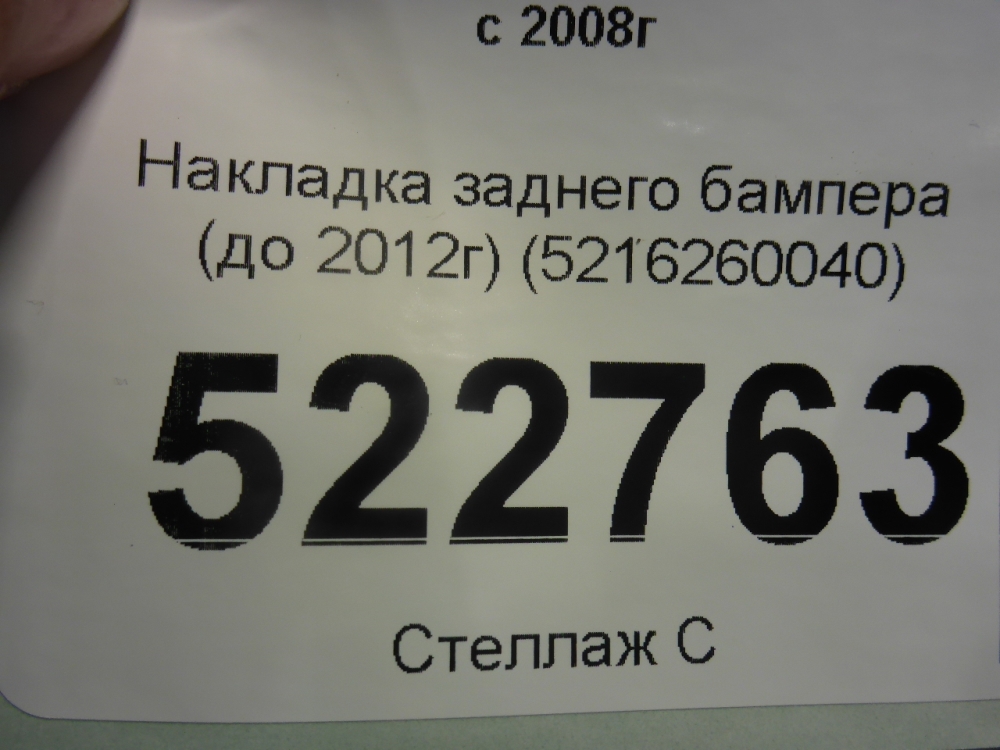 с 2008г
Накладка заднего бампера
(до 2012г) (5216260040)
522763
Стеллаж С